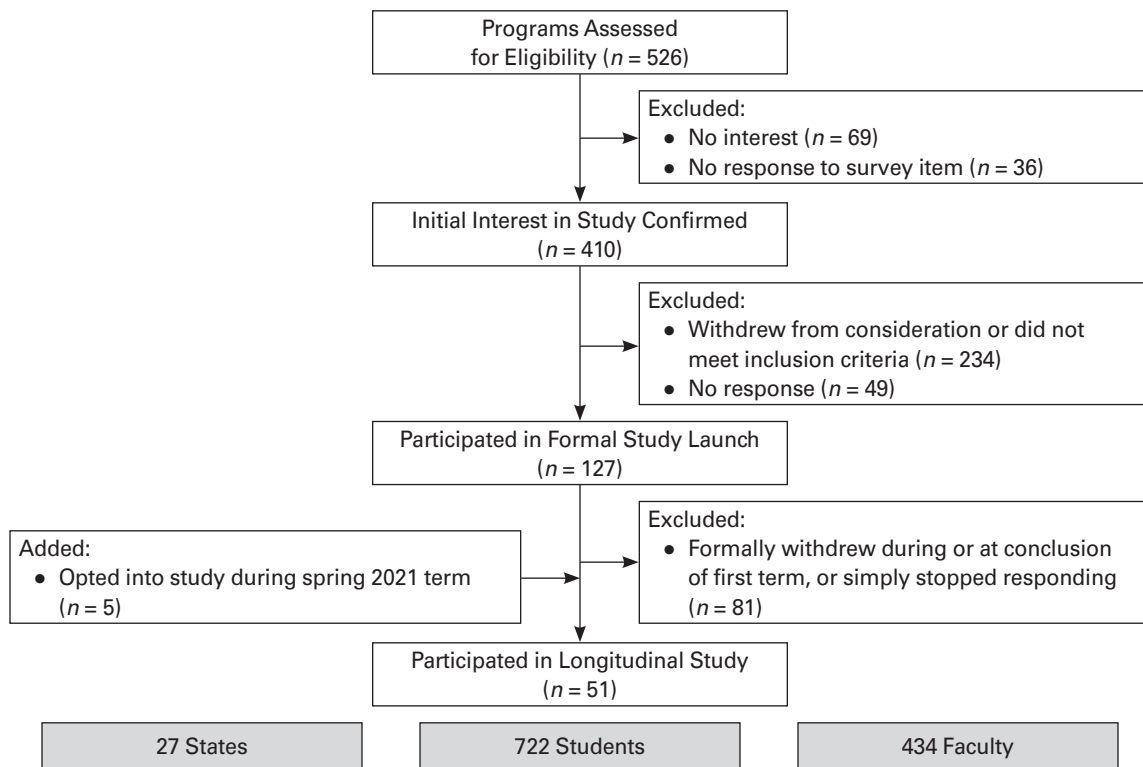 Programs Assessed
for Eligibility (n = 526)
Excluded:
• No interest (n = 69)
• No response to survey item (n = 36)
Initial Interest in Study Confirmed
(n = 410)
Excluded:
• Withdrew from consideration or did not
meet inclusion criteria (n = 234)
• No response (n = 49)
Participated in Formal Study Launch
(n = 127)
Added:
• Opted into study during spring 2021 term
(n = 5)
Excluded:
• Formally withdrew during or at conclusion
of first term, or simply stopped responding
(n = 81)
Participated in Longitudinal Study
(n = 51)
27 States
722 Students
434 Faculty